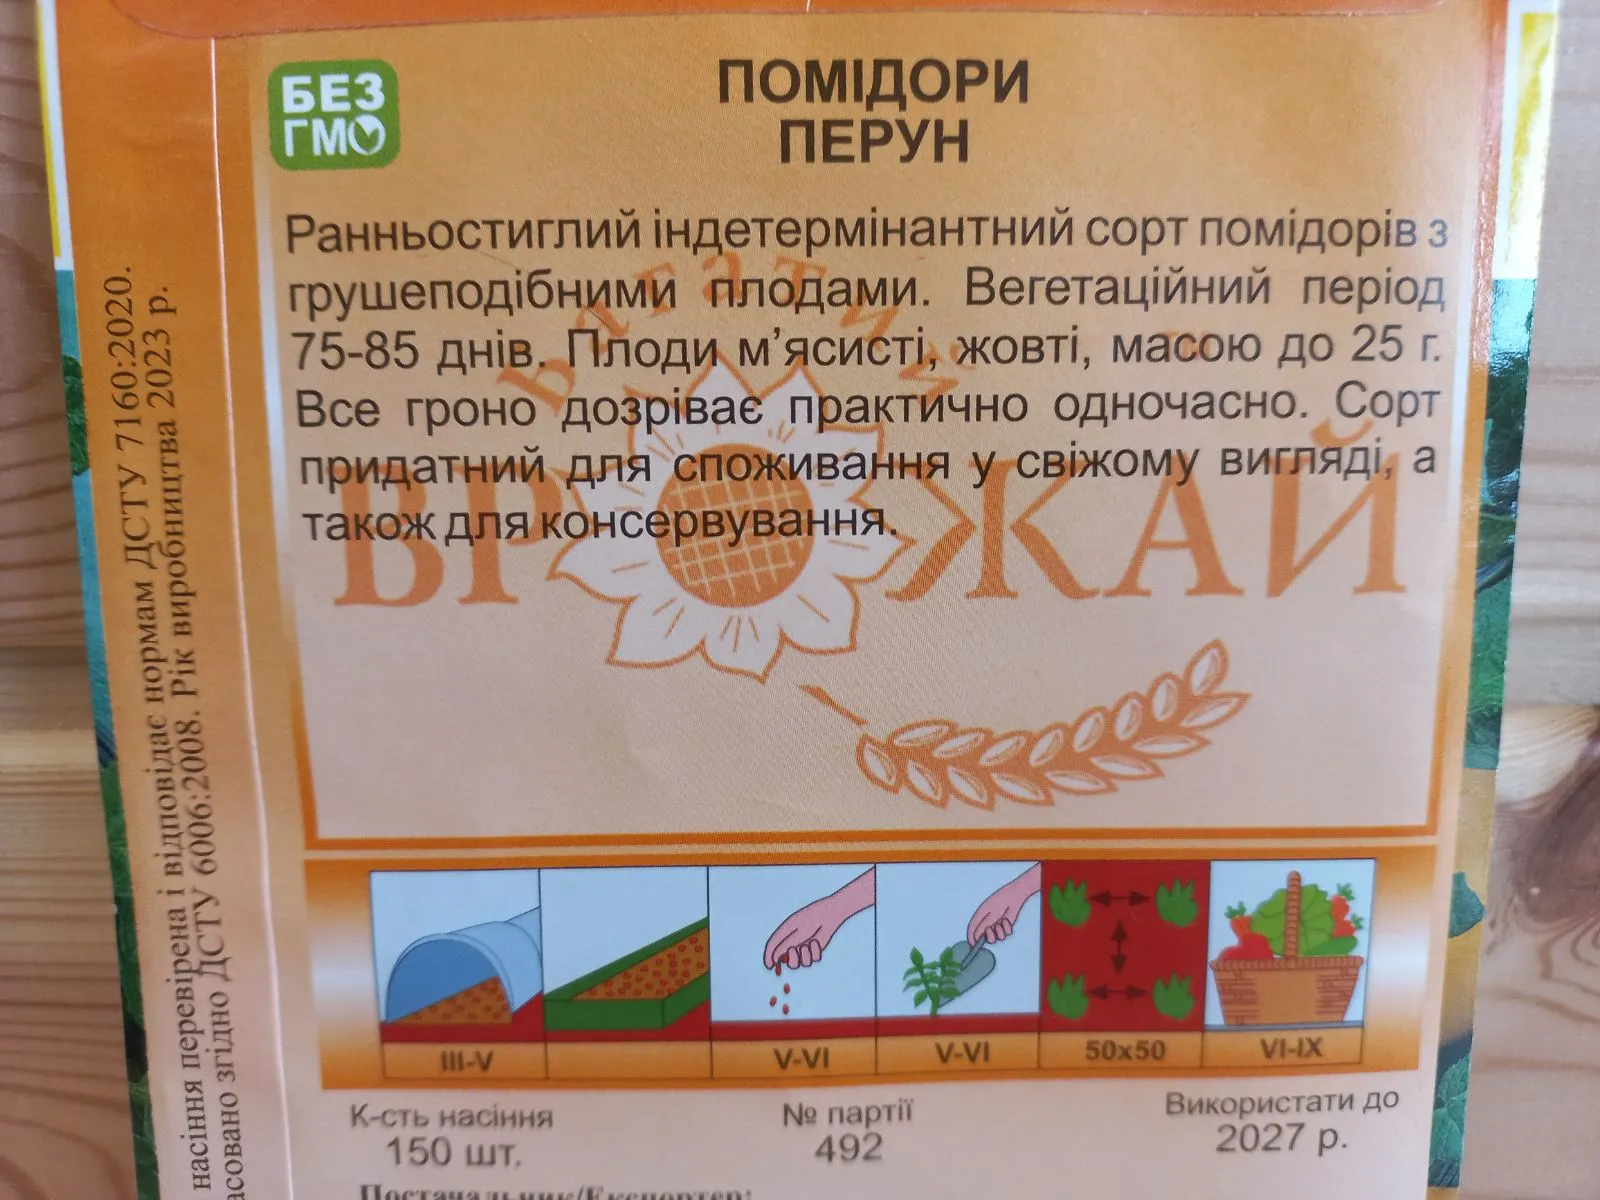 БЕЗ
ГМО
ПОМІДОРИ
ПЕРУН
Ранньостиглий індетермінантний сорт помідорів з
грушеподібними плодами. Вегетаційний період
75-85 днів. Плоди м’ясисті, жовті, масою до 25 г.
Все гроно дозріває практично одночасно. Сорт
придатний для споживання у свіжому вигляді, а
також для консервування.
Багатий
ВРОЖАЙ
III-V
V-VI
V-VI
50x50
VI-IX
К-сть насіння
150 шт.
№ партії
492
Використати до
2027 р.
Постачальник/Експортер:
насіння перевірена і відповідає нормам ДСТУ 7160:2020.
згідно ДСТУ 6006:2008. Рік виробництва 2023 р.